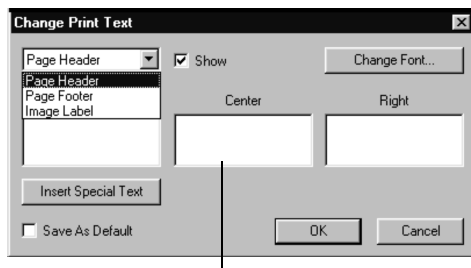 Change Print Text
Page Header
Show
Change Font...
Page Header
Page Footer
Image Label
Center
Right
Insert Special Text
Save As Default
OK
Cancel